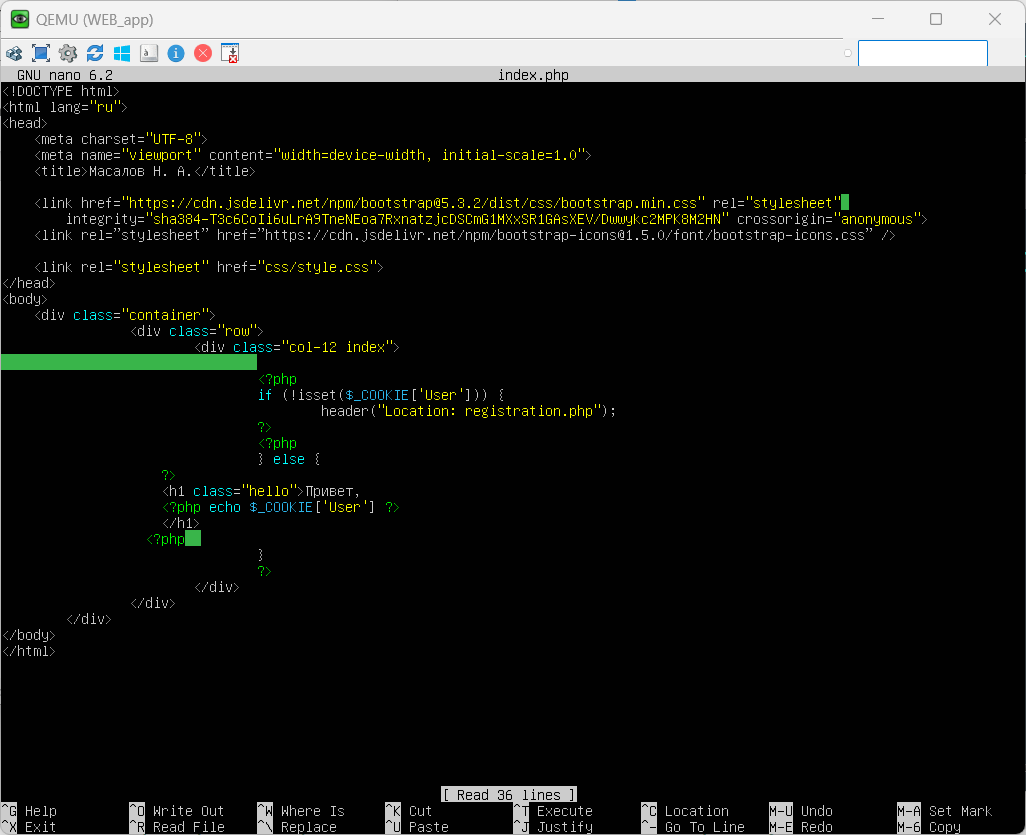 QEMU (WEB_app)
GNU nano 6.2 index.php
<!DOCTYPE html>
<html lang="ru">
<head>
<meta charset="UTF-8">
<meta name="viewport" content="width=device-width, initial-scale=1.0">
<title>Масалов Н. А.</title>
<link href="https://cdn.jsdelivr.net/npm/bootstrap@5.3.2/dist/css/bootstrap.min.css" rel="stylesheet"
integrity="sha384-T3c6CoIi6uLrA9TneNEoa7RxnatzjcDSCmG1MXxSR1GAsXEV/Dwwykc2MPK8M2HN" crossorigin="anonymous">
<link rel=”stylesheet” href=”https://cdn.jsdelivr.net/npm/bootstrap-icons@1.5.0/font/bootstrap-icons.css” />
<link rel="stylesheet" href="css/style.css">
</head>
<body>
<div class="container">
<div class="row">
<div class="col-12 index">
<?php
if (!isset($_COOKIE['User'])) {
header("Location: registration.php");
?>
<?php
} else {
?>
<h1 class="hello">Привет,
<?php echo $_COOKIE['User'] ?>
</h1>
<?php
}
?>
</div>
</div>
</div>
</body>
</html>
[ Read 36 lines ]
^G Help ^O Write Out ^W Where Is ^K Cut ^T Execute ^C Location M-U Undo M-A Set Mark
^X Exit ^R Read File ^\ Replace ^U Paste ^J Justify ^_ Go To Line M-E Redo M-6 Copy